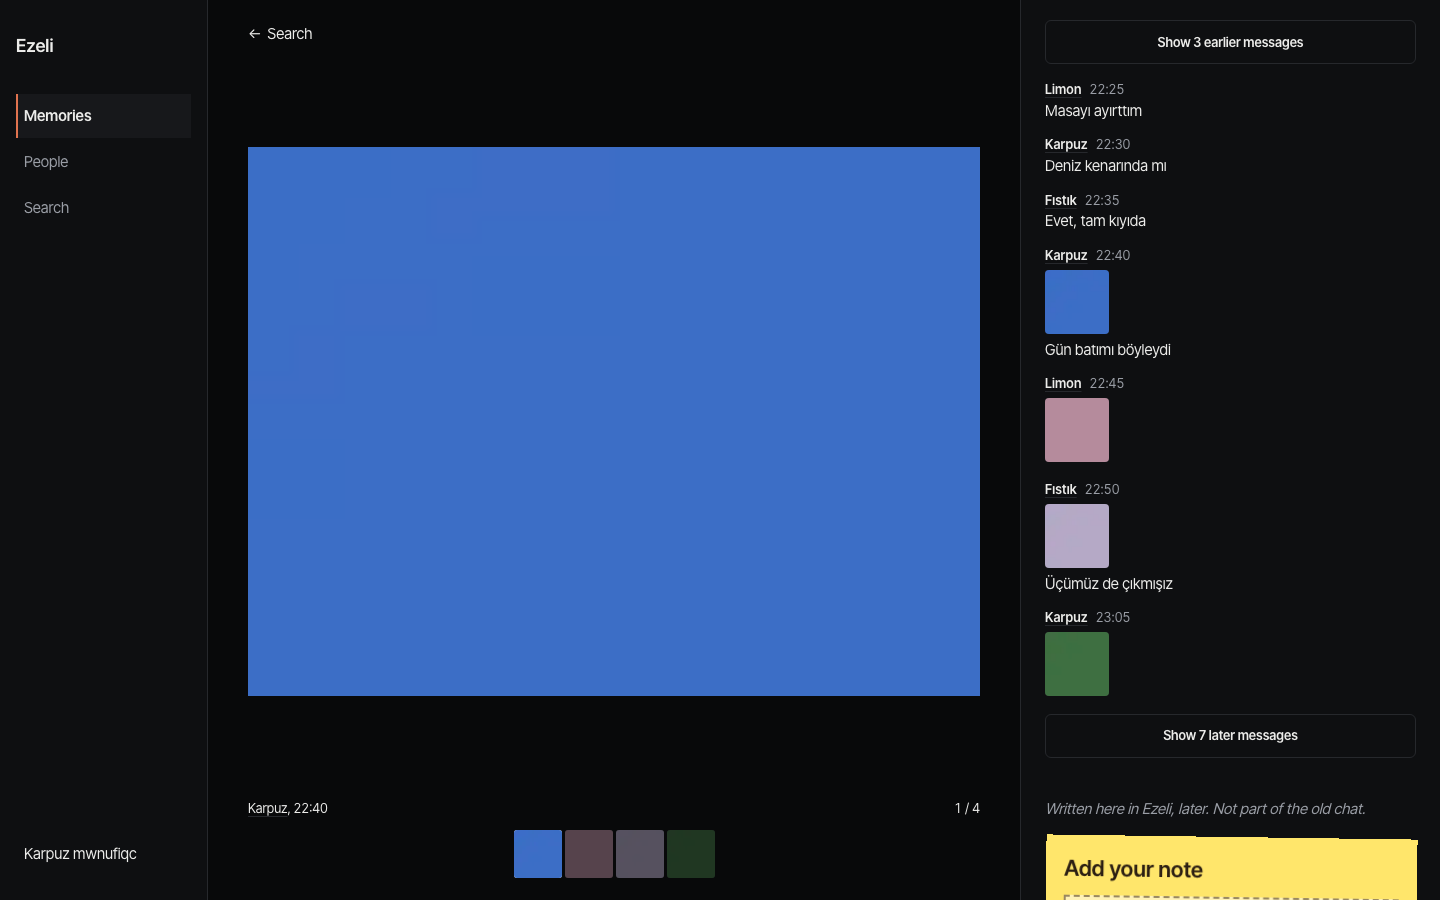 Ezeli
Memories
People
Search
Karpuz mwnufiqc
← Search
Karpuz, 22:40
1 / 4
Show 3 earlier messages
Limon 22:25
Masayı ayırttım
Karpuz 22:30
Deniz kenarında mı
Fıstık 22:35
Evet, tam kıyıda
Karpuz 22:40
Gün batımı böyleydi
Limon 22:45
Fıstık 22:50
Üçümüz de çıkmışız
Karpuz 23:05
Show 7 later messages
Written here in Ezeli, later. Not part of the old chat.
Add your note